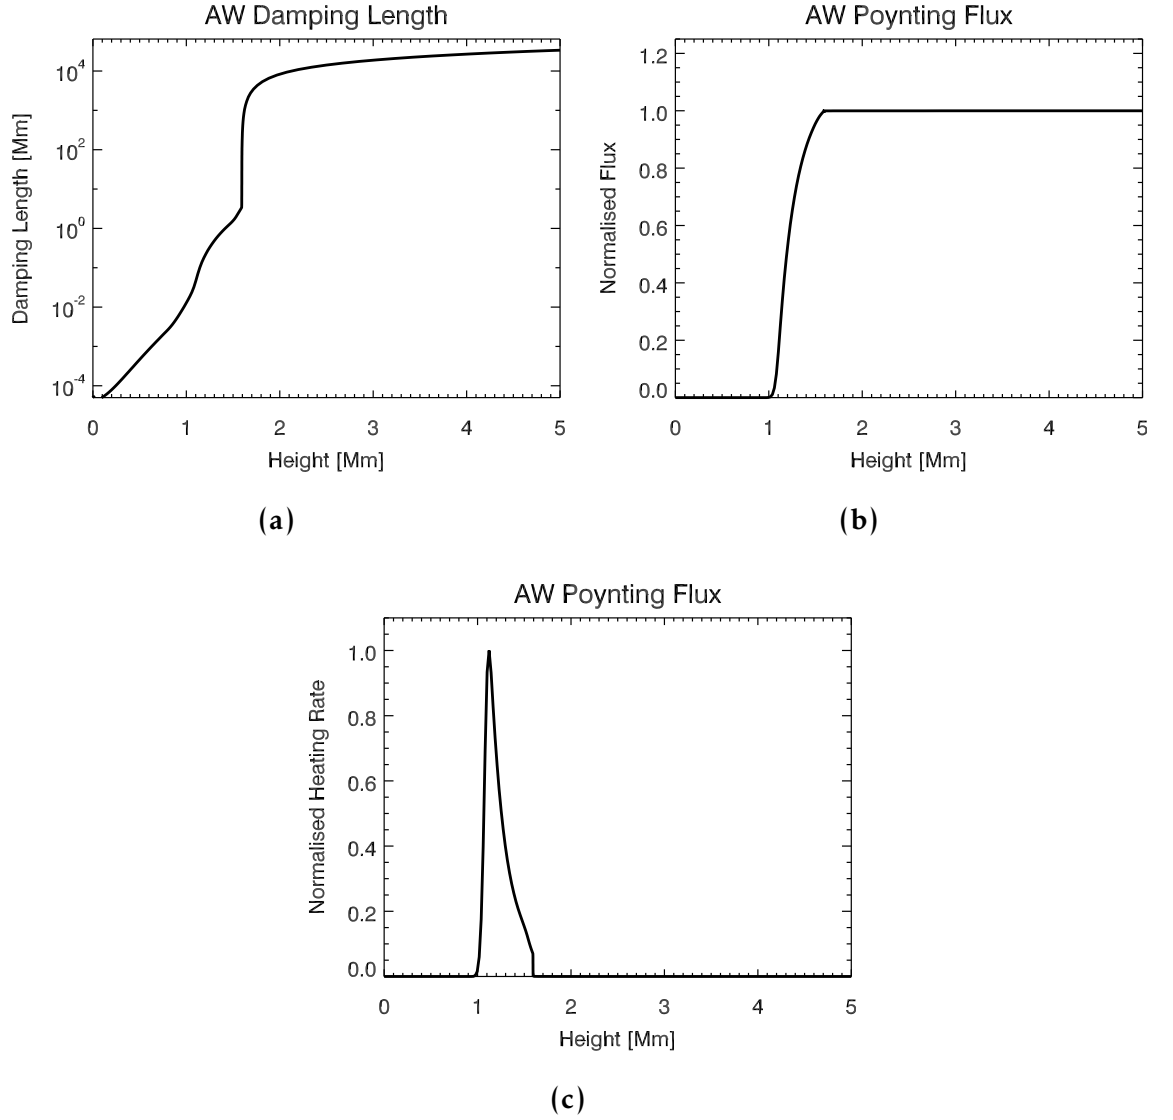 AW Damping Length
Damping Length [Mm]
10^4
10^2
10^0
10^-2
10^-4
0 1 2 3 4 5
Height [Mm]
(a)
AW Poynting Flux
Normalised Flux
1.2
1.0
0.8
0.6
0.4
0.2
0.0
0 1 2 3 4 5
Height [Mm]
(b)
AW Poynting Flux
Normalised Heating Rate
1.0
0.8
0.6
0.4
0.2
0.0
0 1 2 3 4 5
Height [Mm]
(c)